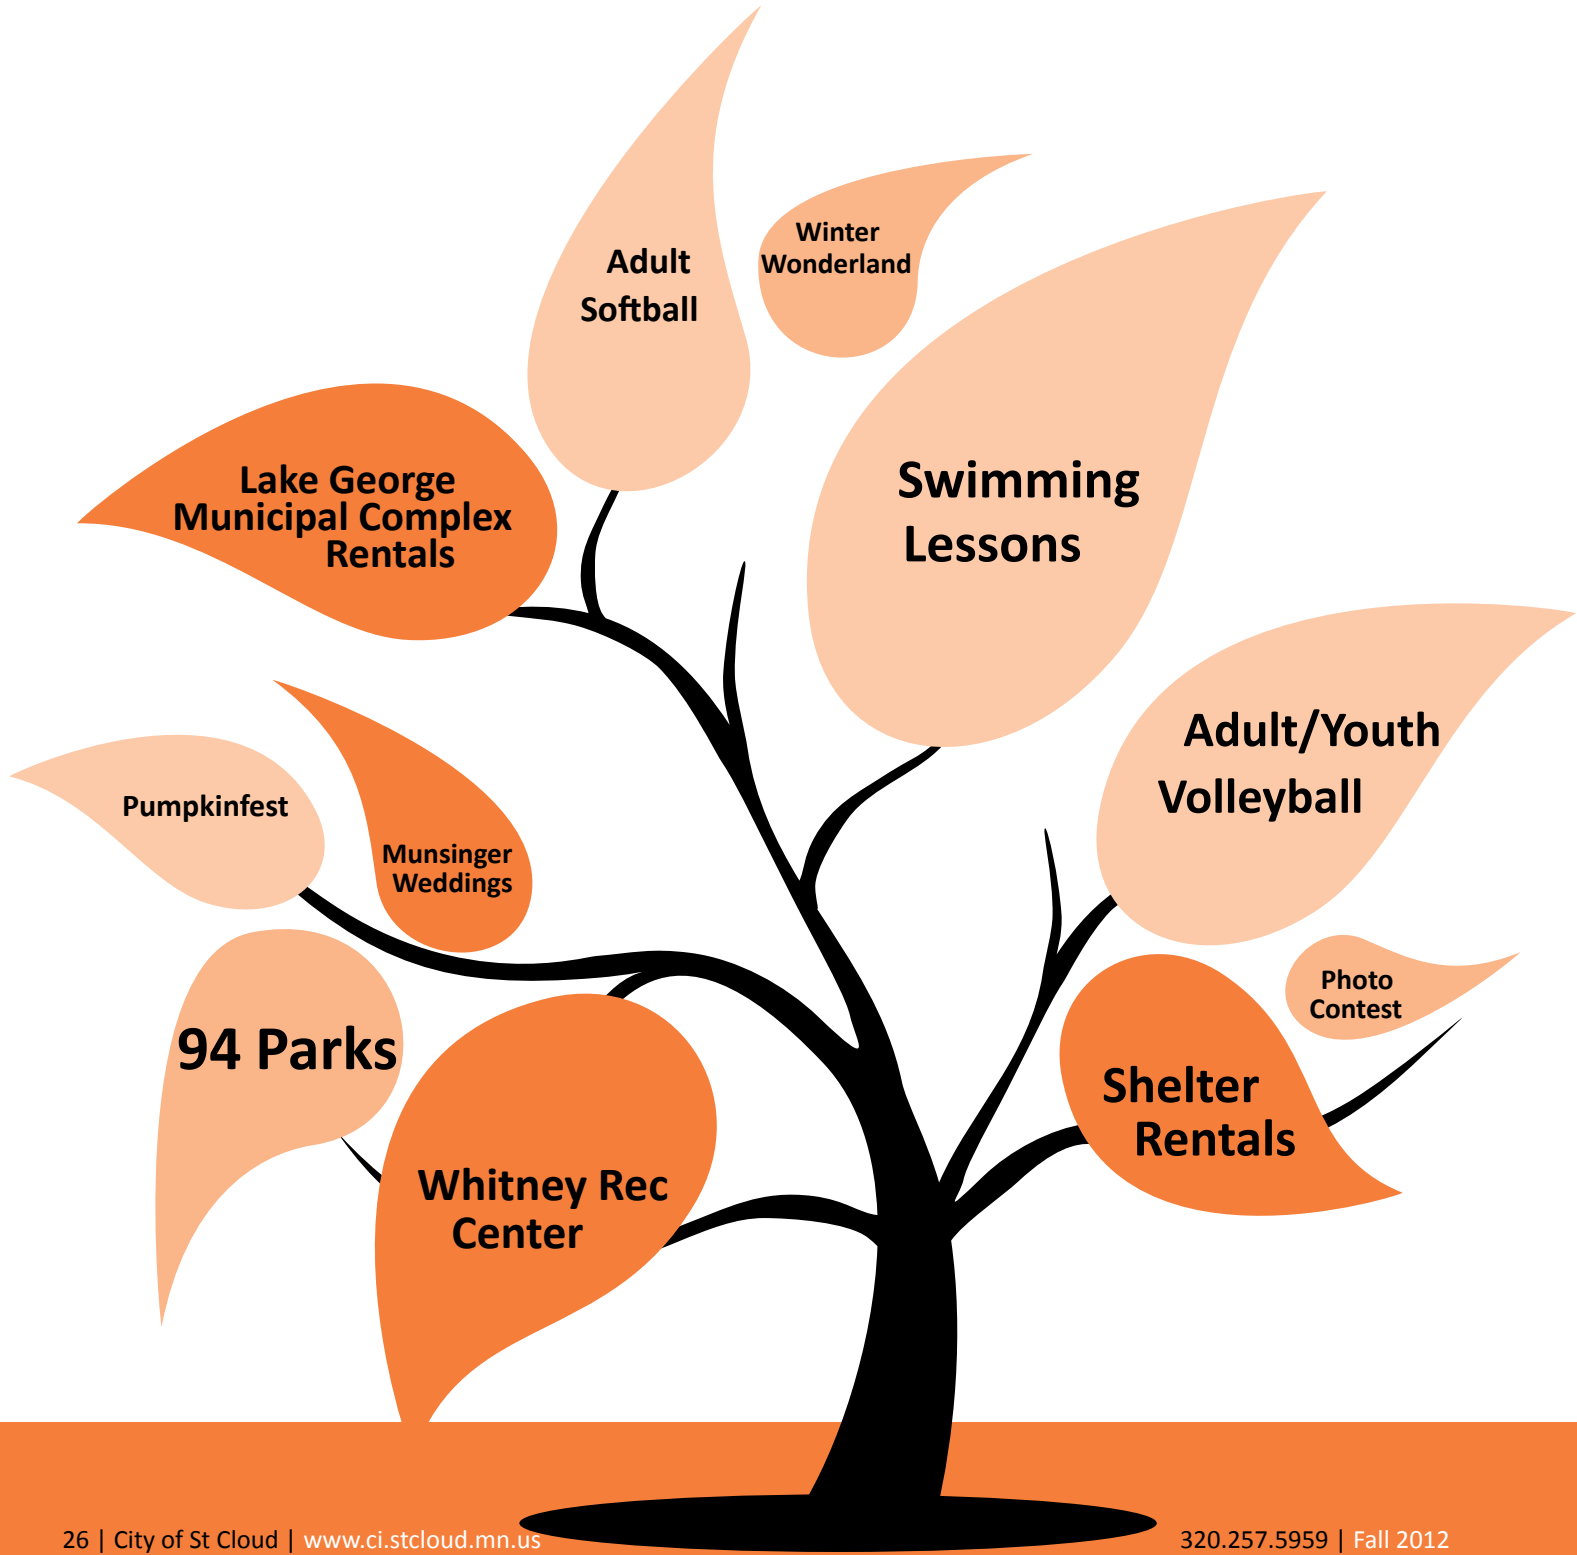 Adult
Softball
Winter
Wonderland
Lake George
Municipal Complex
Rentals
Swimming
Lessons
Adult/Youth
Volleyball
Pumpkinfest
Munsinger
Weddings
94 Parks
Photo
Contest
Shelter
Rentals
Whitney Rec
Center
26 | City of St Cloud | www.ci.stcloud.mn.us
320.257.5959 | Fall 2012